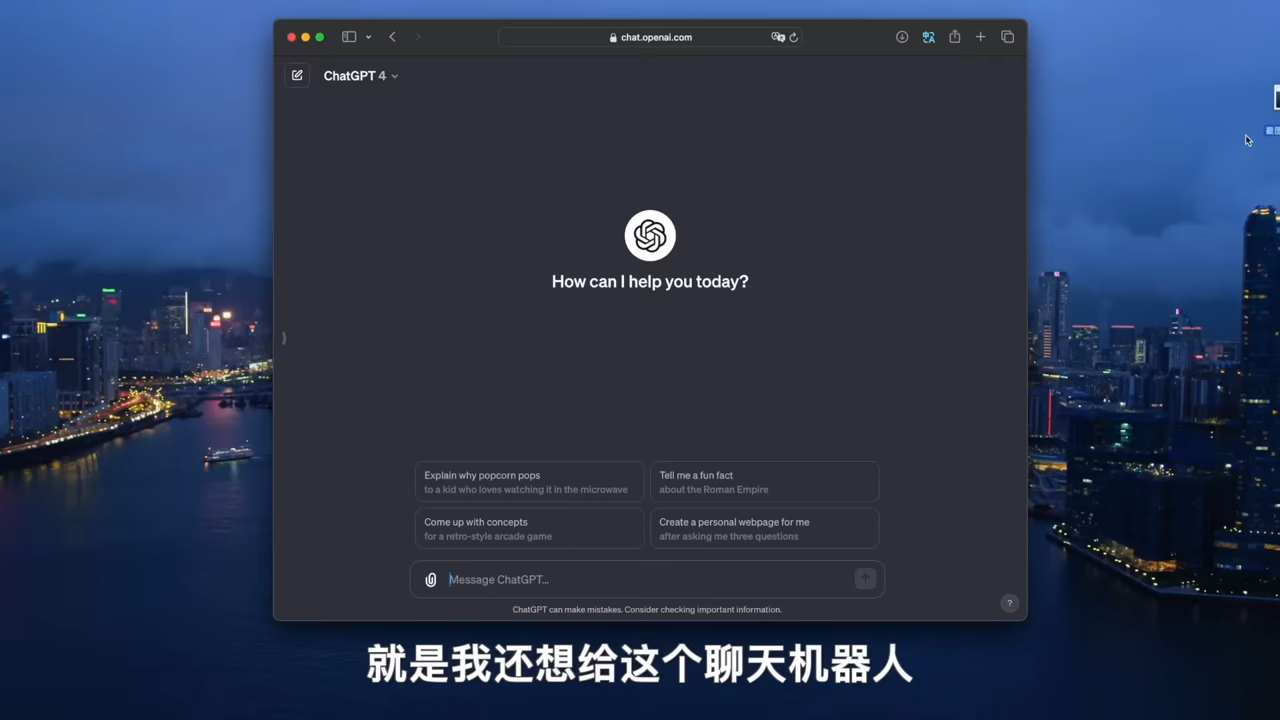 chat.openai.com
ChatGPT 4
How can I help you today?
Explain why popcorn pops
to a kid who loves watching it in the microwave
Tell me a fun fact
about the Roman Empire
Come up with concepts
for a retro-style arcade game
Create a personal webpage for me
after asking me three questions
Message ChatGPT...
ChatGPT can make mistakes. Consider checking important information.
?
就是我还想给这个聊天机器人